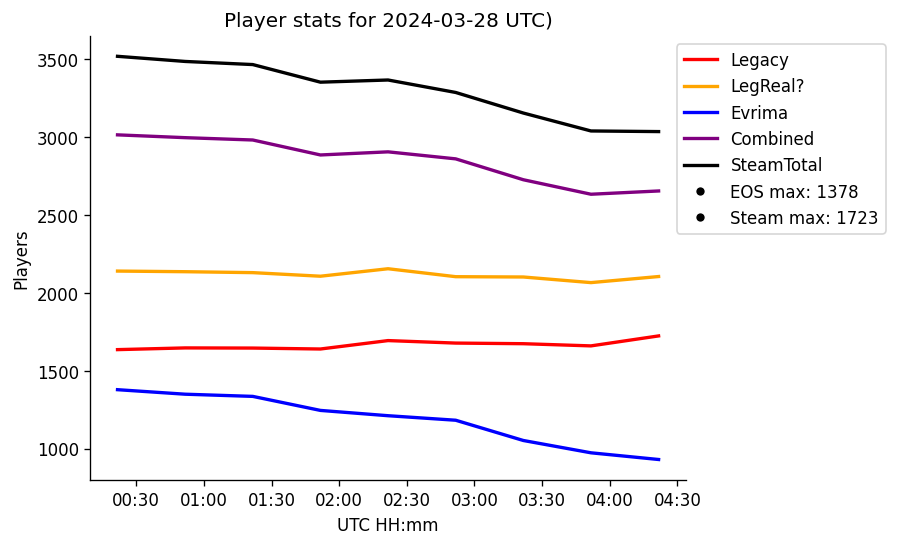 Player stats for 2024-03-28 UTC)
Players
3500
3000
2500
2000
1500
1000
00:30 01:00 01:30 02:00 02:30 03:00 03:30 04:00 04:30
UTC HH:mm
Legacy
LegReal?
Evrima
Combined
SteamTotal
EOS max: 1378
Steam max: 1723